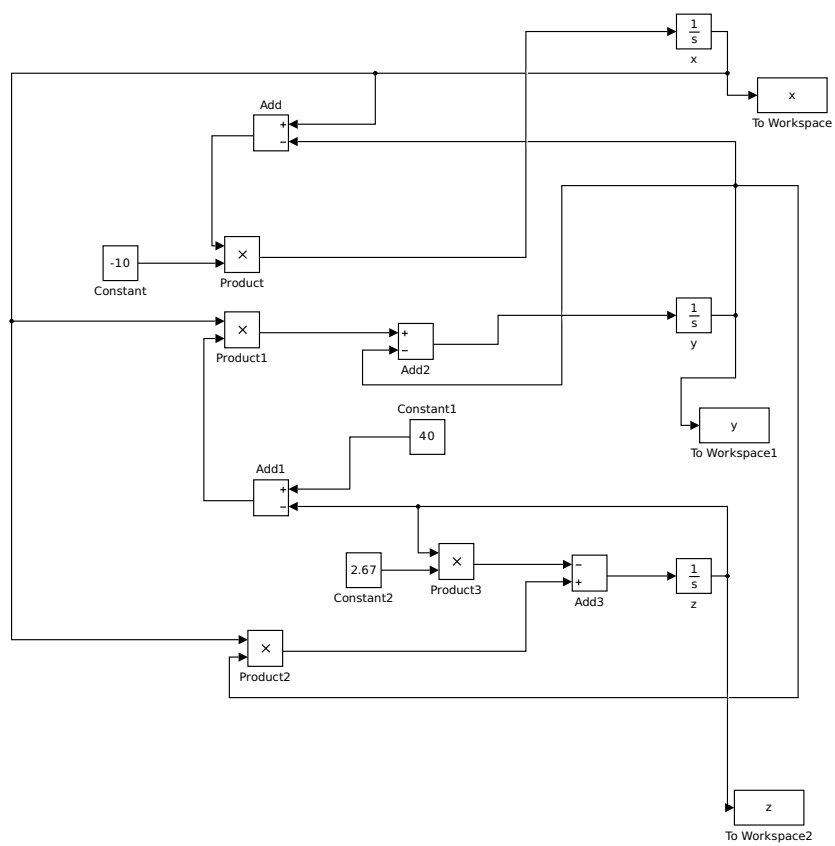 1
s
x
x
To Workspace
Add
+
−
-10
Constant
×
Product
×
Product1
+
−
Add2
1
s
y
y
To Workspace1
Constant1
40
Add1
+
−
2.67
Constant2
×
Product3
−
+
Add3
1
s
z
×
Product2
z
To Workspace2